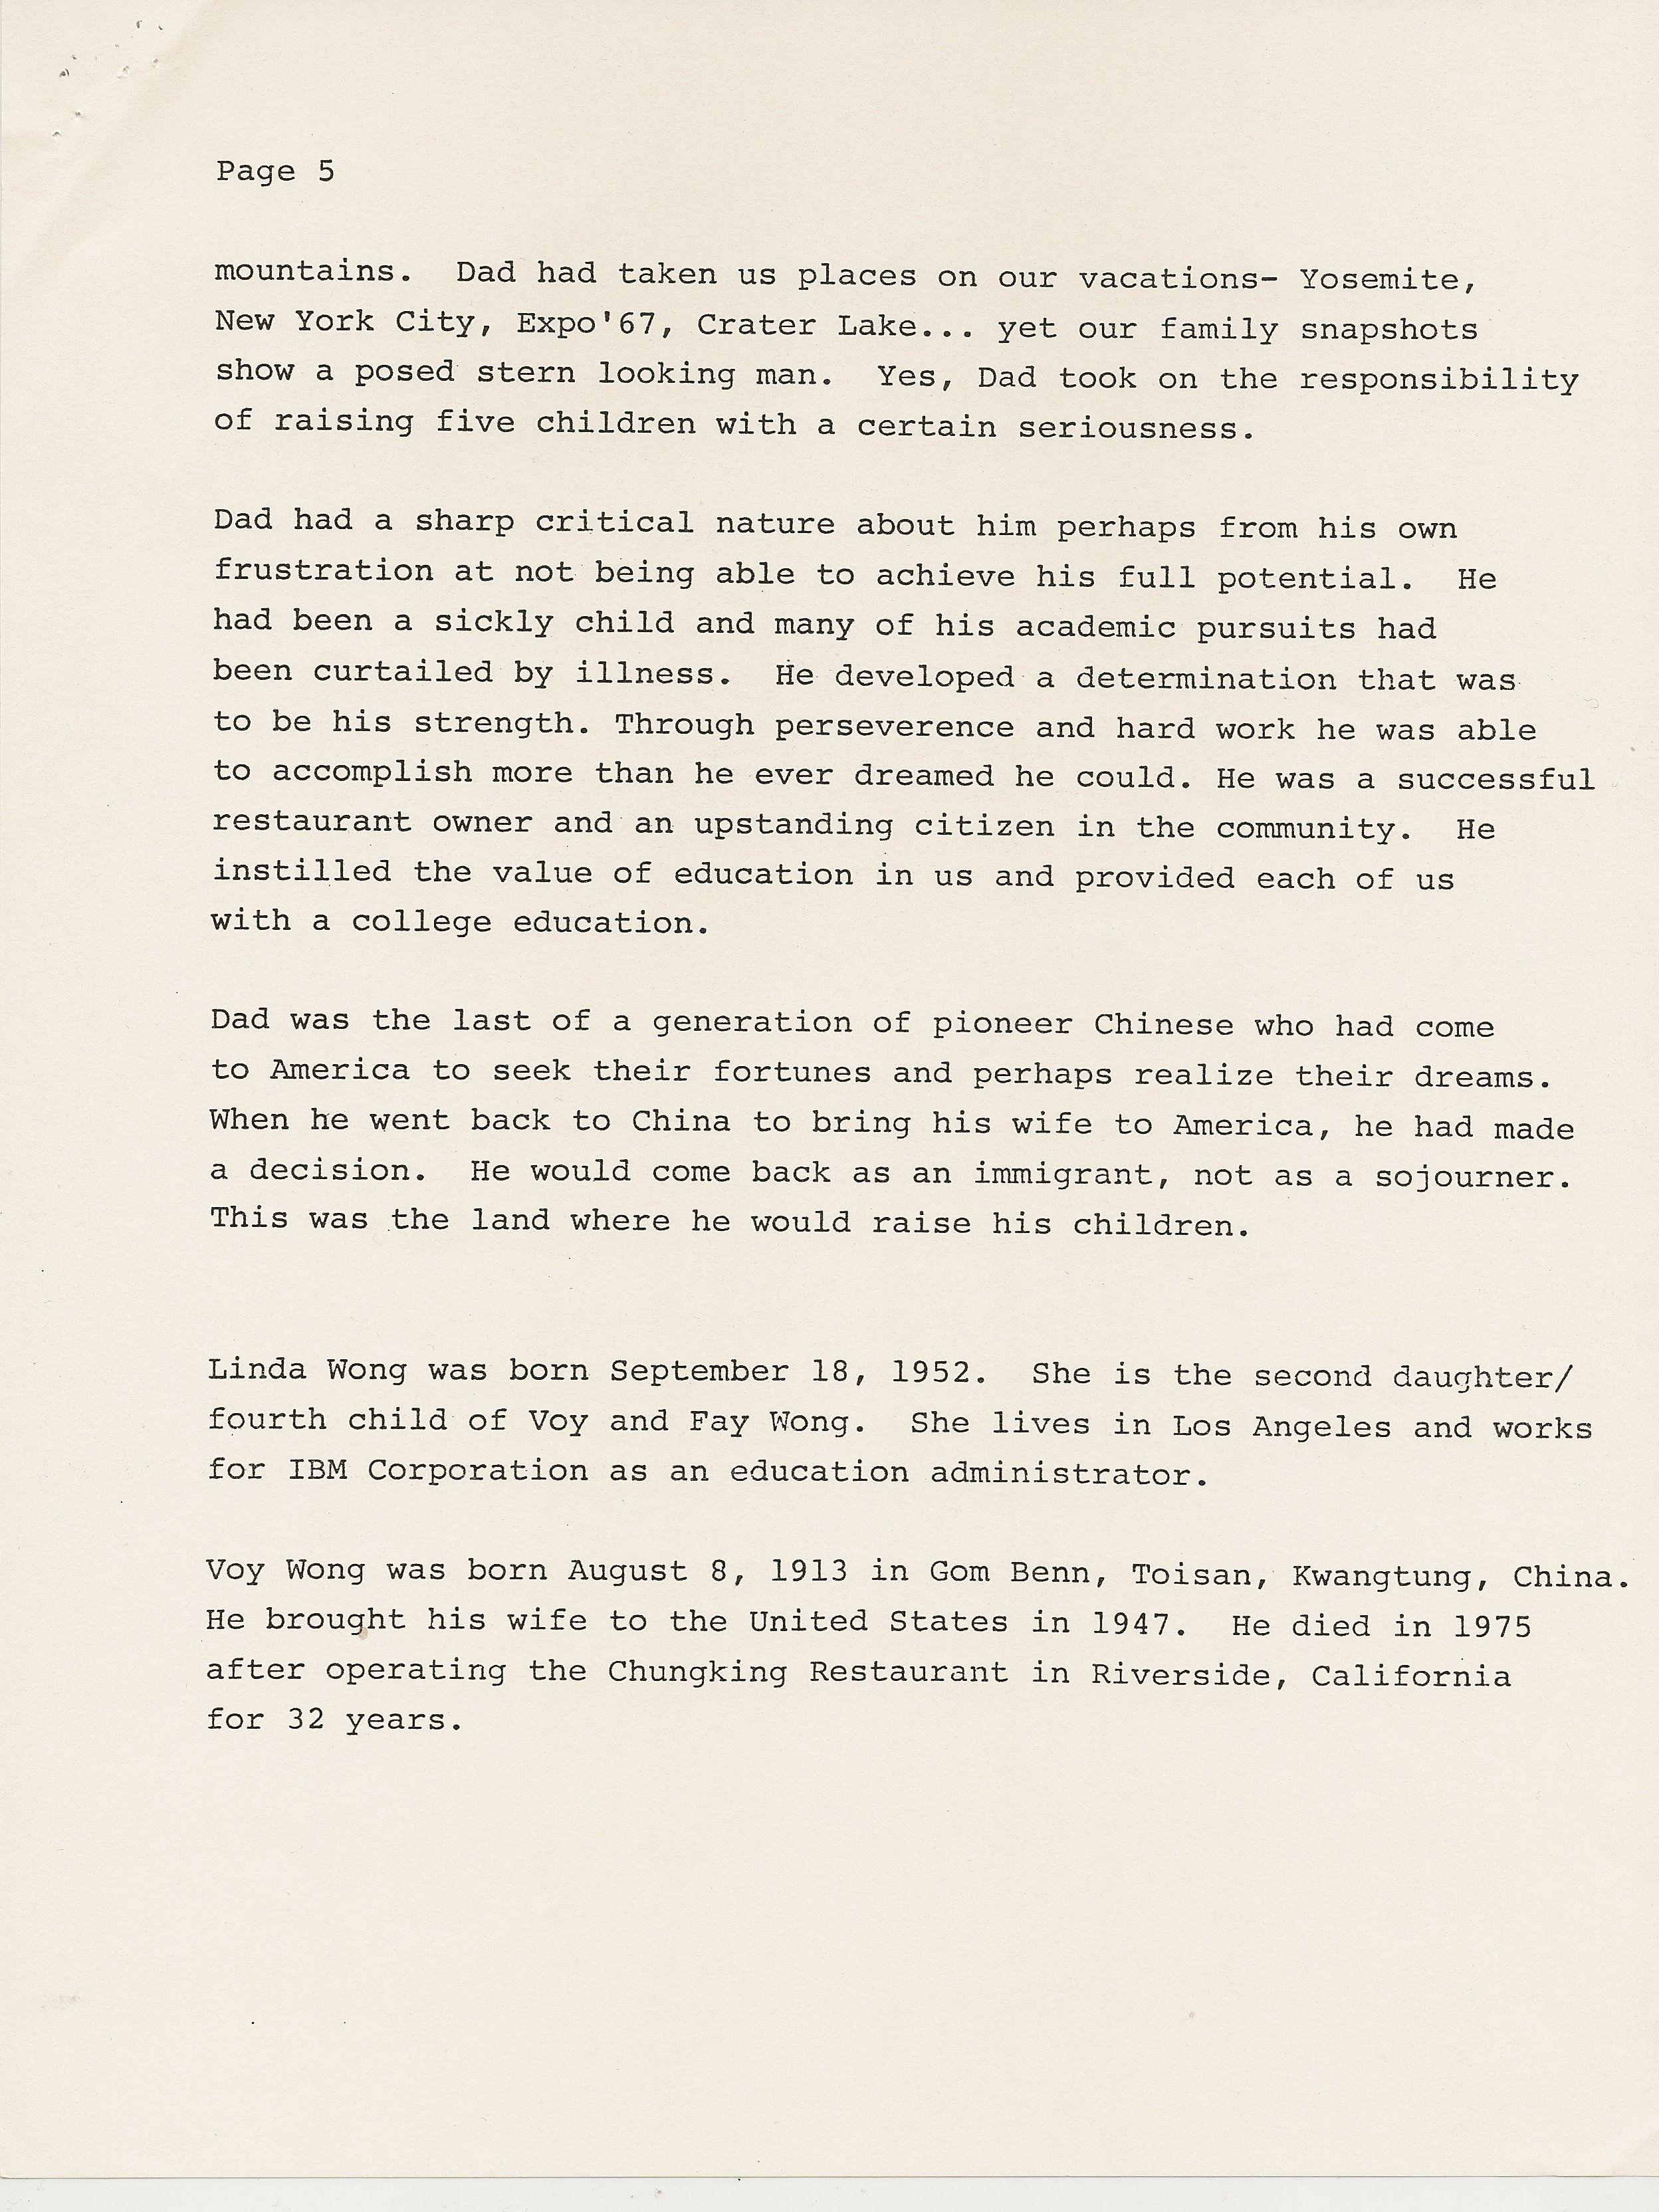 Page 5
mountains.  Dad had taken us places on our vacations- Yosemite,
New York City, Expo'67, Crater Lake... yet our family snapshots
show a posed stern looking man.  Yes, Dad took on the responsibility
of raising five children with a certain seriousness.
Dad had a sharp critical nature about him perhaps from his own
frustration at not being able to achieve his full potential.  He
had been a sickly child and many of his academic pursuits had
been curtailed by illness.  He developed a determination that was
to be his strength. Through perseverence and hard work he was able
to accomplish more than he ever dreamed he could. He was a successful
restaurant owner and an upstanding citizen in the community.  He
instilled the value of education in us and provided each of us
with a college education.
Dad was the last of a generation of pioneer Chinese who had come
to America to seek their fortunes and perhaps realize their dreams.
When he went back to China to bring his wife to America, he had made
a decision.  He would come back as an immigrant, not as a sojourner.
This was the land where he would raise his children.
Linda Wong was born September 18, 1952.  She is the second daughter/
fourth child of Voy and Fay Wong.  She lives in Los Angeles and works
for IBM Corporation as an education administrator.
Voy Wong was born August 8, 1913 in Gom Benn, Toisan, Kwangtung, China.
He brought his wife to the United States in 1947.  He died in 1975
after operating the Chungking Restaurant in Riverside, California
for 32 years.